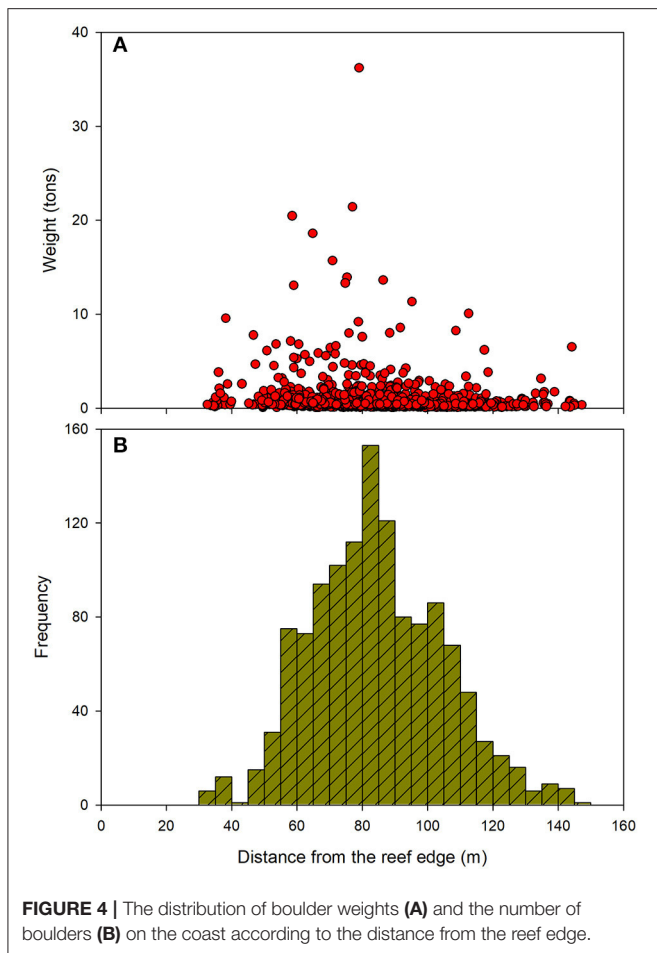 40
A
30
Weight (tons)
20
10
0
160
B
120
Frequency
80
40
0
0 20 40 60 80 100 120 140 160
Distance from the reef edge (m)
FIGURE 4 | The distribution of boulder weights (A) and the number of
boulders (B) on the coast according to the distance from the reef edge.